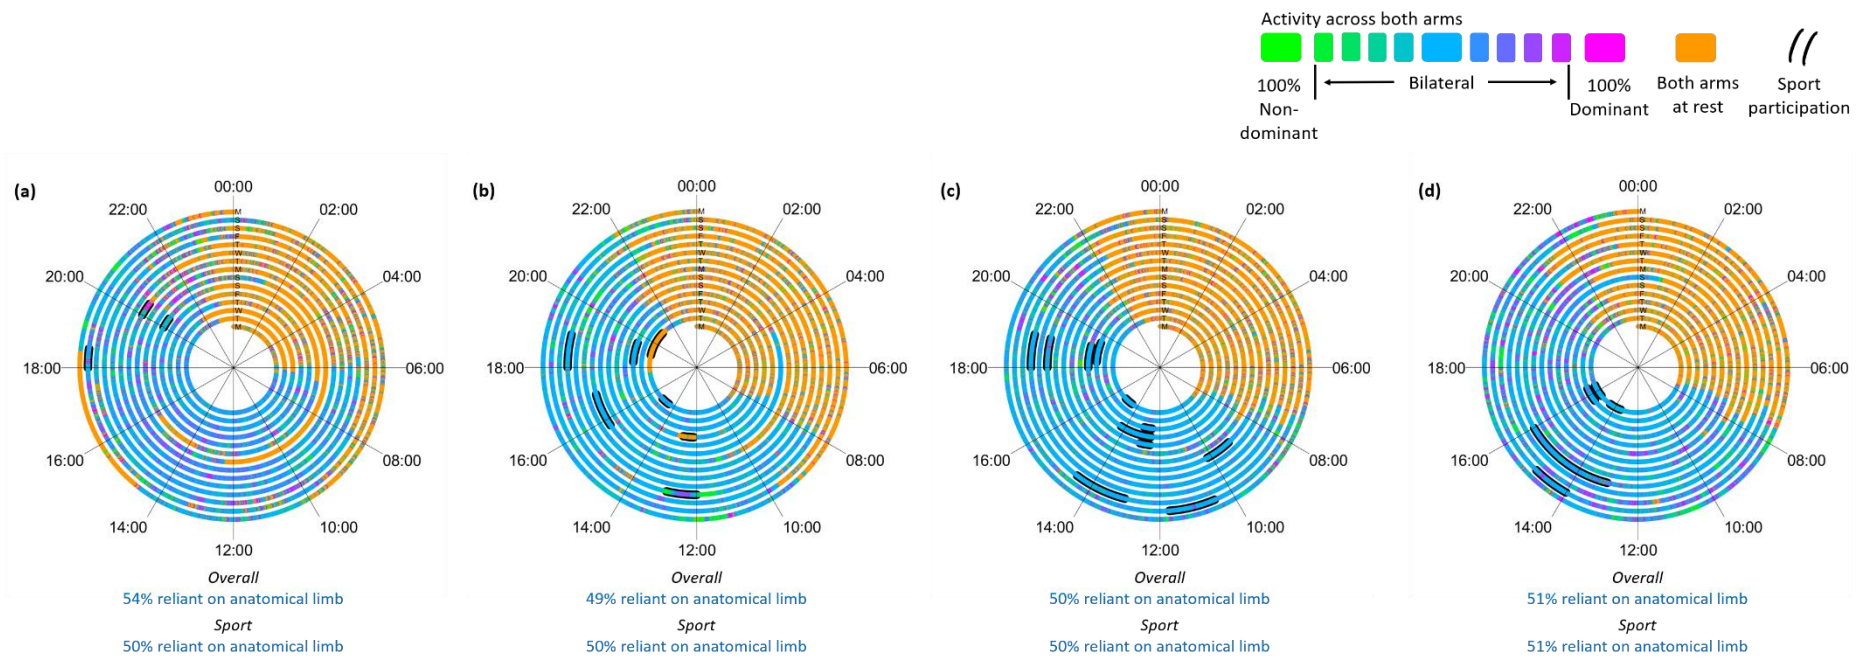 Activity across both arms
100%
Non-
dominant
Bilateral
100%
Dominant
Both arms
at rest
Sport
participation
(a)
00:00
02:00
04:00
06:00
08:00
10:00
12:00
14:00
16:00
18:00
20:00
22:00
M
S
S
F
T
W
T
M
S
S
F
T
W
T
M
Overall
54% reliant on anatomical limb
Sport
50% reliant on anatomical limb
(b)
00:00
02:00
04:00
06:00
08:00
10:00
12:00
14:00
16:00
18:00
20:00
22:00
M
S
S
F
T
W
T
M
S
S
F
T
W
T
M
Overall
49% reliant on anatomical limb
Sport
50% reliant on anatomical limb
(c)
00:00
02:00
04:00
06:00
08:00
10:00
12:00
14:00
16:00
18:00
20:00
22:00
M
S
S
F
T
W
T
M
S
S
F
T
W
T
M
Overall
50% reliant on anatomical limb
Sport
50% reliant on anatomical limb
(d)
00:00
02:00
04:00
06:00
08:00
10:00
12:00
14:00
16:00
18:00
20:00
22:00
M
S
S
F
T
W
T
M
S
S
F
T
W
T
M
Overall
51% reliant on anatomical limb
Sport
51% reliant on anatomical limb